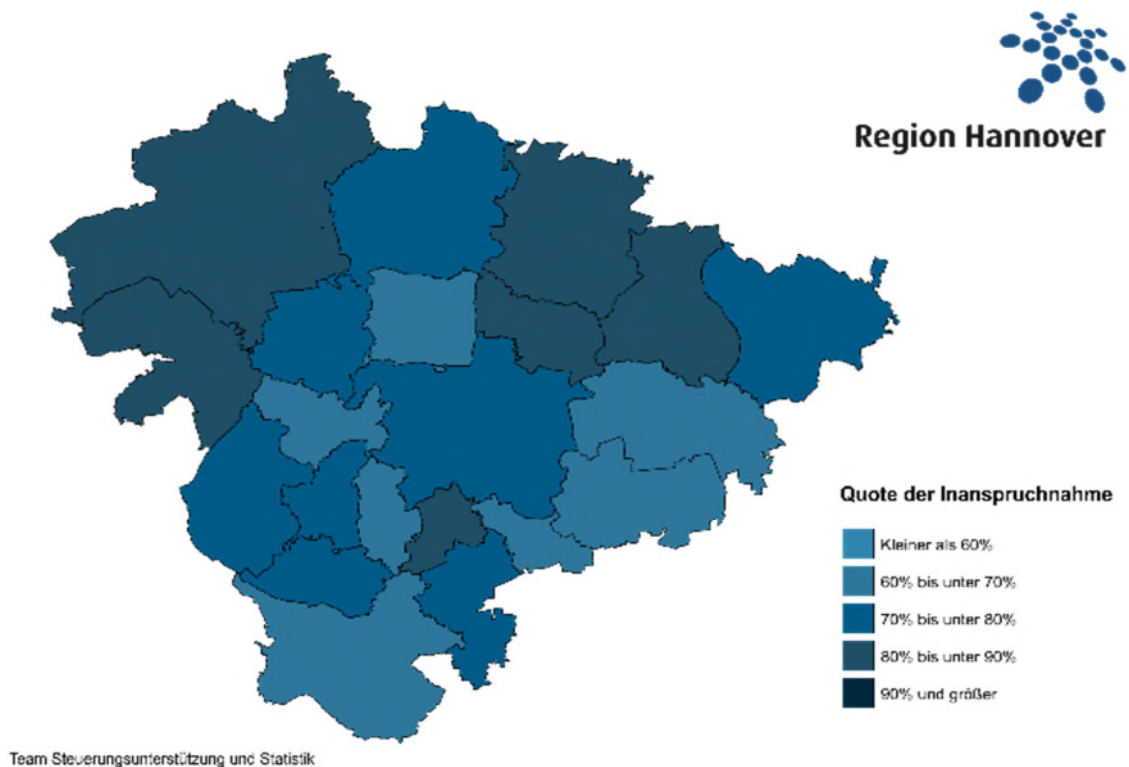 Region Hannover
Quote der Inanspruchnahme
Kleiner als 60%
60% bis unter 70%
70% bis unter 80%
80% bis unter 90%
90% und größer
Team Steuerungsunterstützung und Statistik